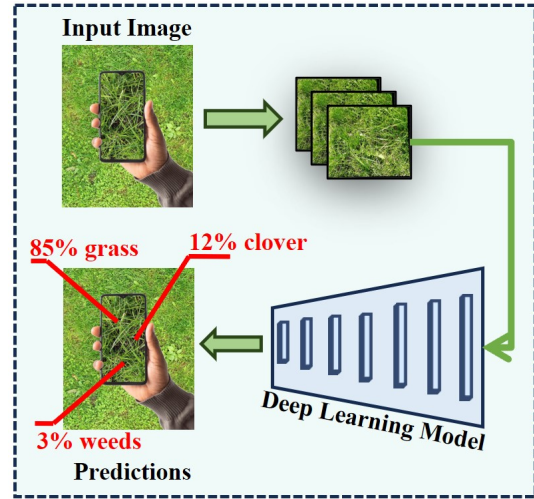 Input Image
85% grass
12% clover
3% weeds
Deep Learning Model
Predictions